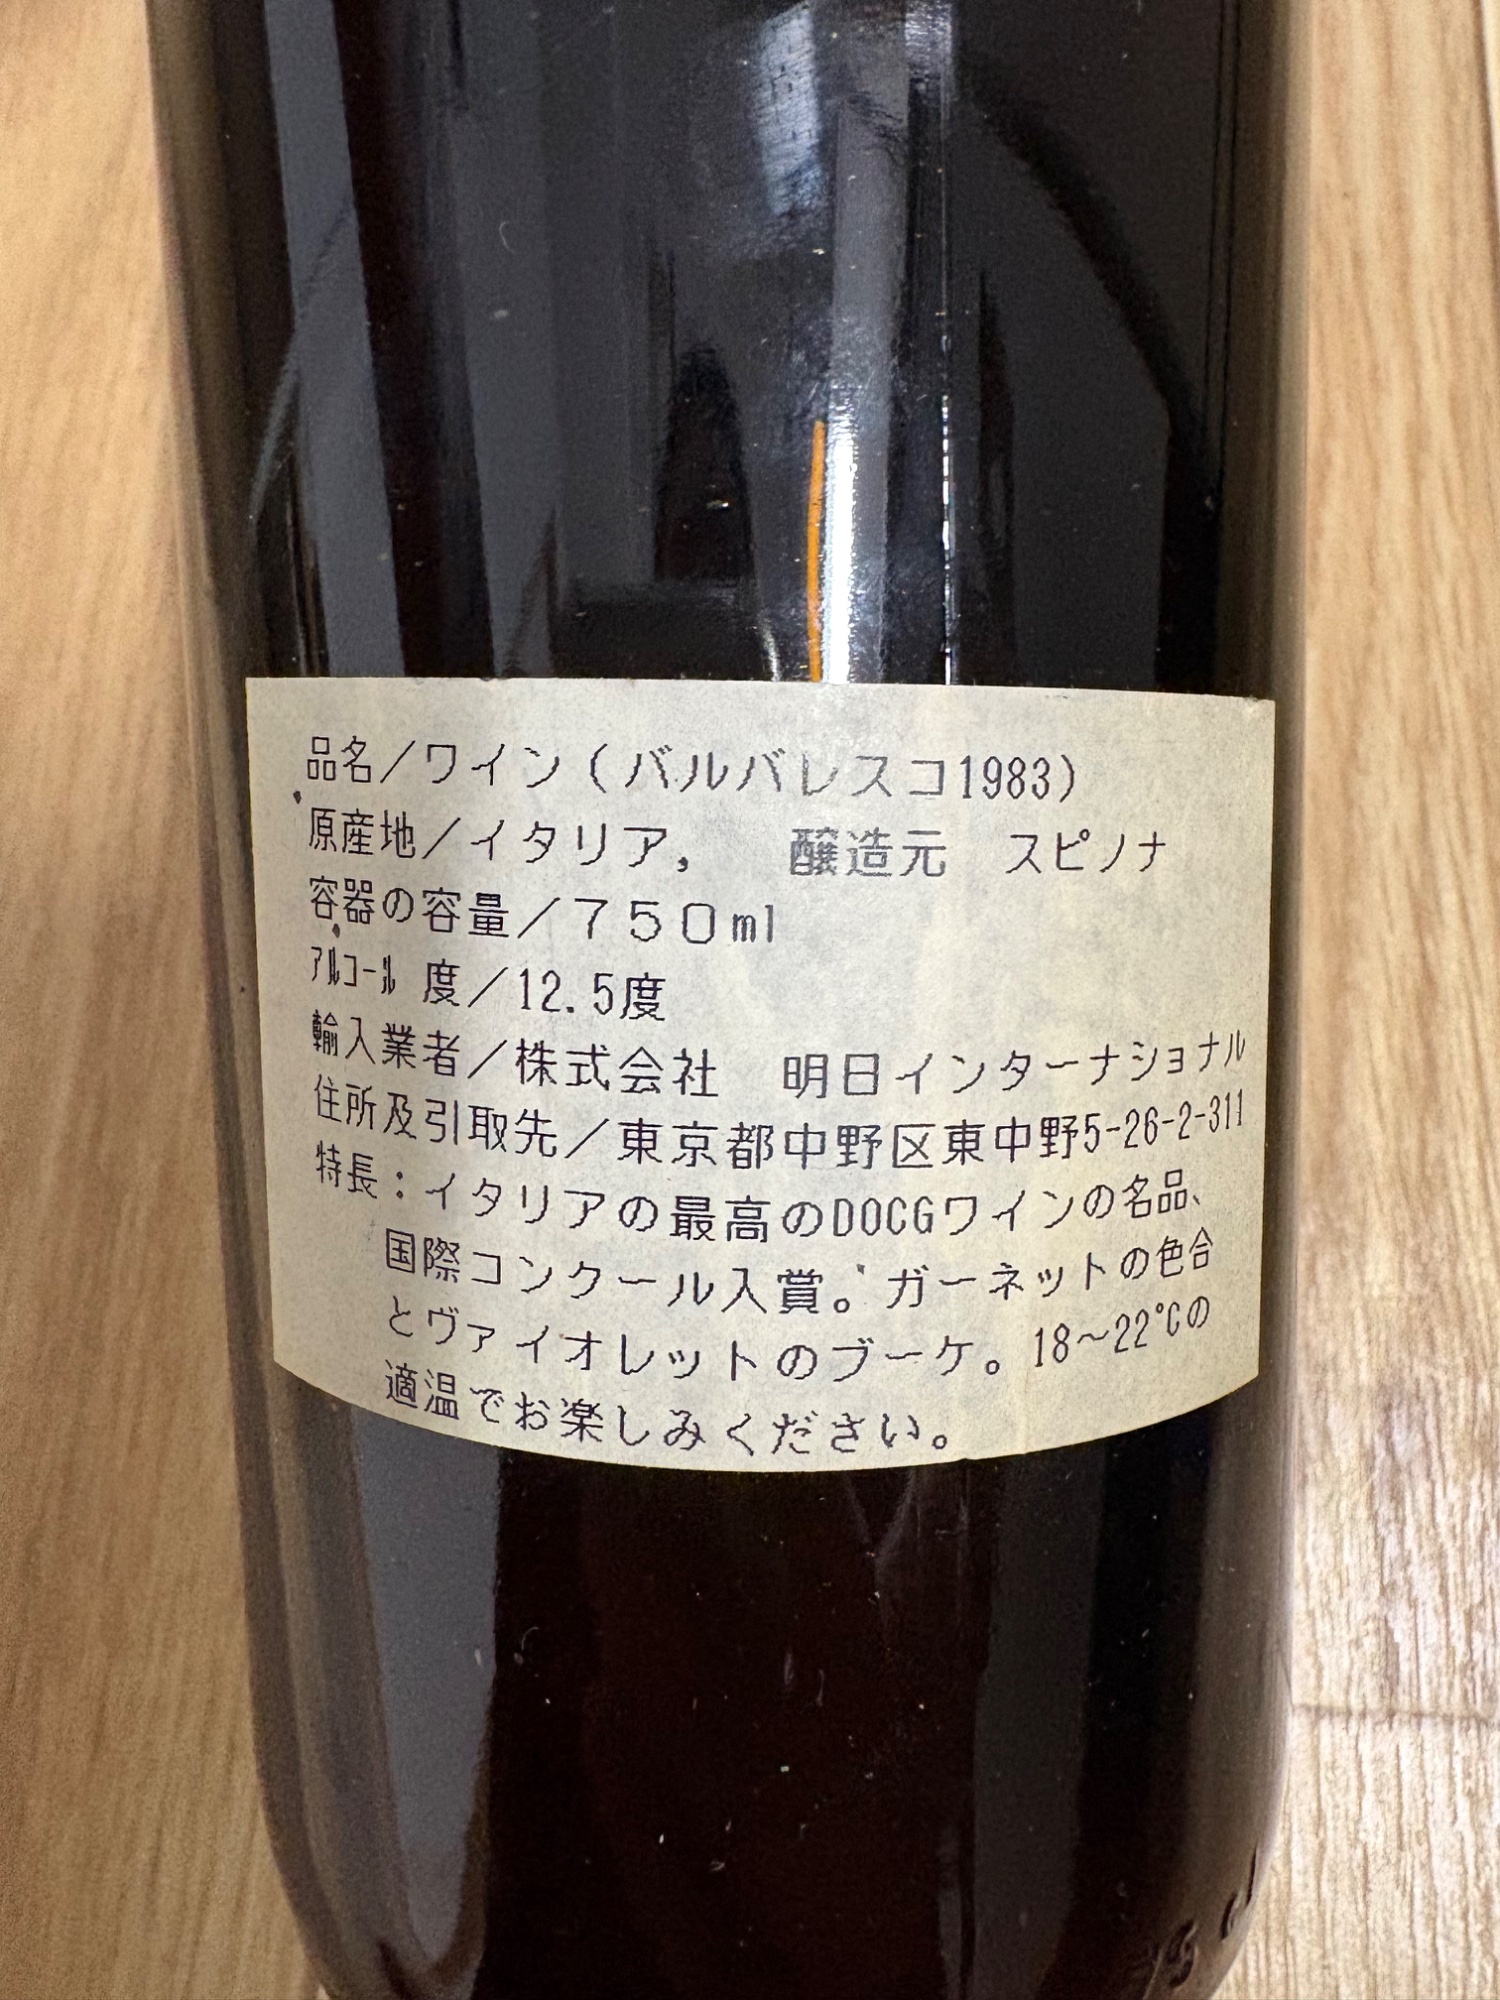 品名／ワイン(バルバレスコ1983)
原産地／イタリア, 醸造元 スピノナ
容器の容量／７５０ml
ｱﾙｺｰﾙ 度／12.5度
輸入業者／株式会社 明日インターナショナル
住所及引取先／東京都中野区東中野5-26-2-311
特長：イタリアの最高のDOCGワインの名品、
国際コンクール入賞。ガーネットの色合
とヴァイオレットのブーケ。18～22℃の
適温でお楽しみください。